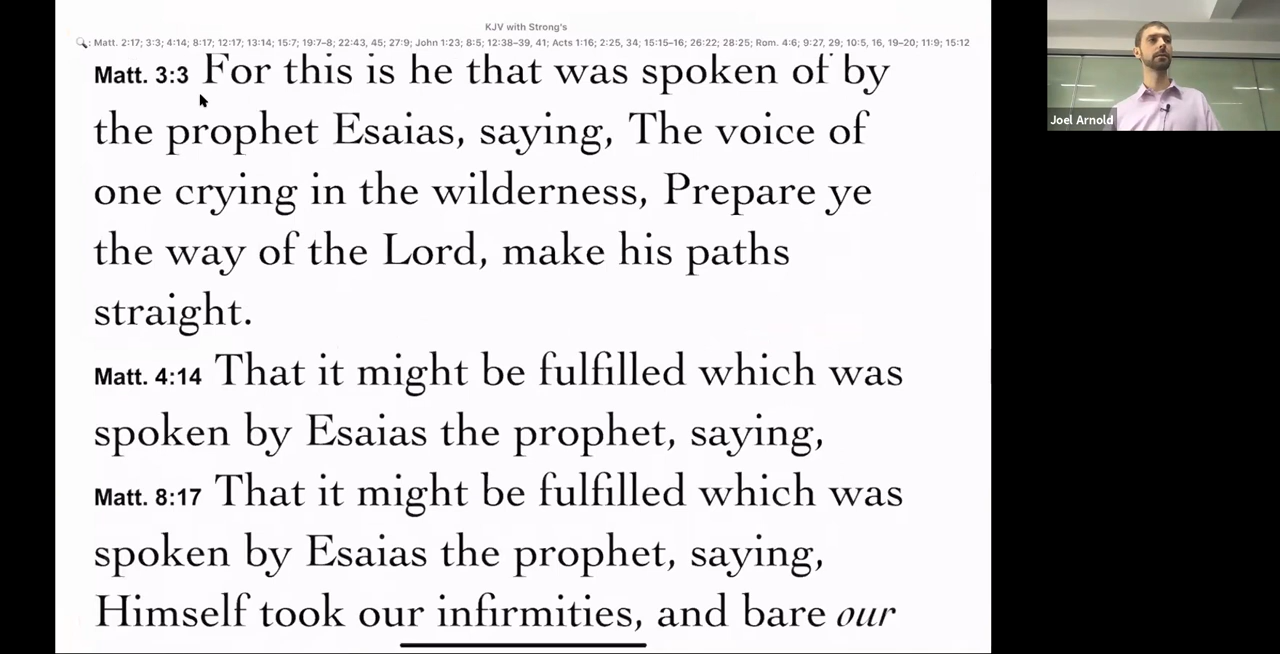 KJV with Strong's
Matt. 2:17; 3:3; 4:14; 8:17; 12:17; 13:14; 15:7; 19:7–8; 22:43, 45; 27:9; John 1:23; 8:5; 12:38–39, 41; Acts 1:16; 2:25, 34; 15:15–16; 26:22; 28:25; Rom. 4:6; 9:27, 29; 10:5, 16, 19–20; 11:9; 15:12
Matt. 3:3 For this is he that was spoken of by
the prophet Esaias, saying, The voice of
one crying in the wilderness, Prepare ye
the way of the Lord, make his paths
straight.
Matt. 4:14 That it might be fulfilled which was
spoken by Esaias the prophet, saying,
Matt. 8:17 That it might be fulfilled which was
spoken by Esaias the prophet, saying,
Himself took our infirmities, and bare our
Joel Arnold